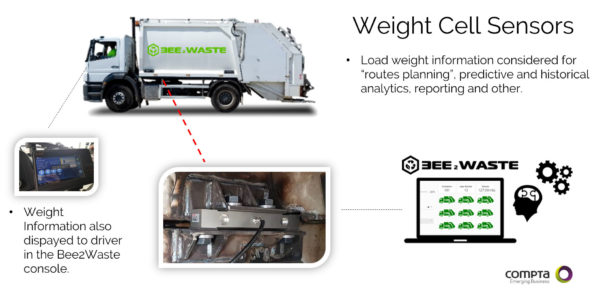 Weight Cell Sensors
BEE2WASTE
• Load weight information considered for
“routes planning”, predictive and historical
analytics, reporting and other.
• Weight
Information also
dispayed to driver
in the Bee2Waste
console.
BEE2WASTE
compta
Emerging Business